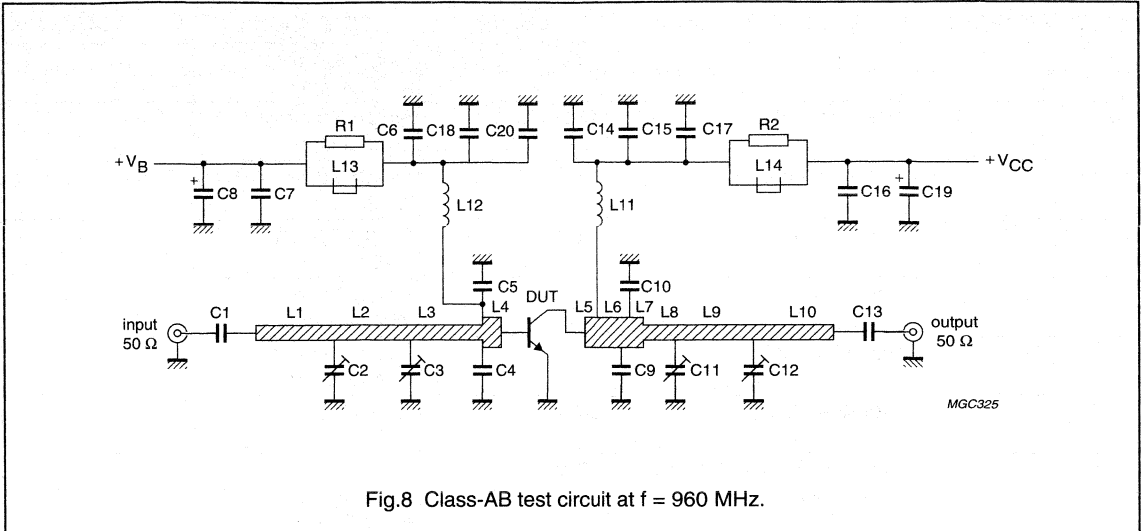 R1 C6 C18 C20 C14 C15 C17 R2
+VB L13 L14 +VCC
C8 C7 L12 L11 C16 C19
+ +
C5 C10
L4 DUT L5 L6 L7
C1 L1 L2 L3 L8 L9 L10 C13
input output
50 Ω 50 Ω
C2 C3 C4 C9 C11 C12
MGC325
Fig.8 Class-AB test circuit at f = 960 MHz.